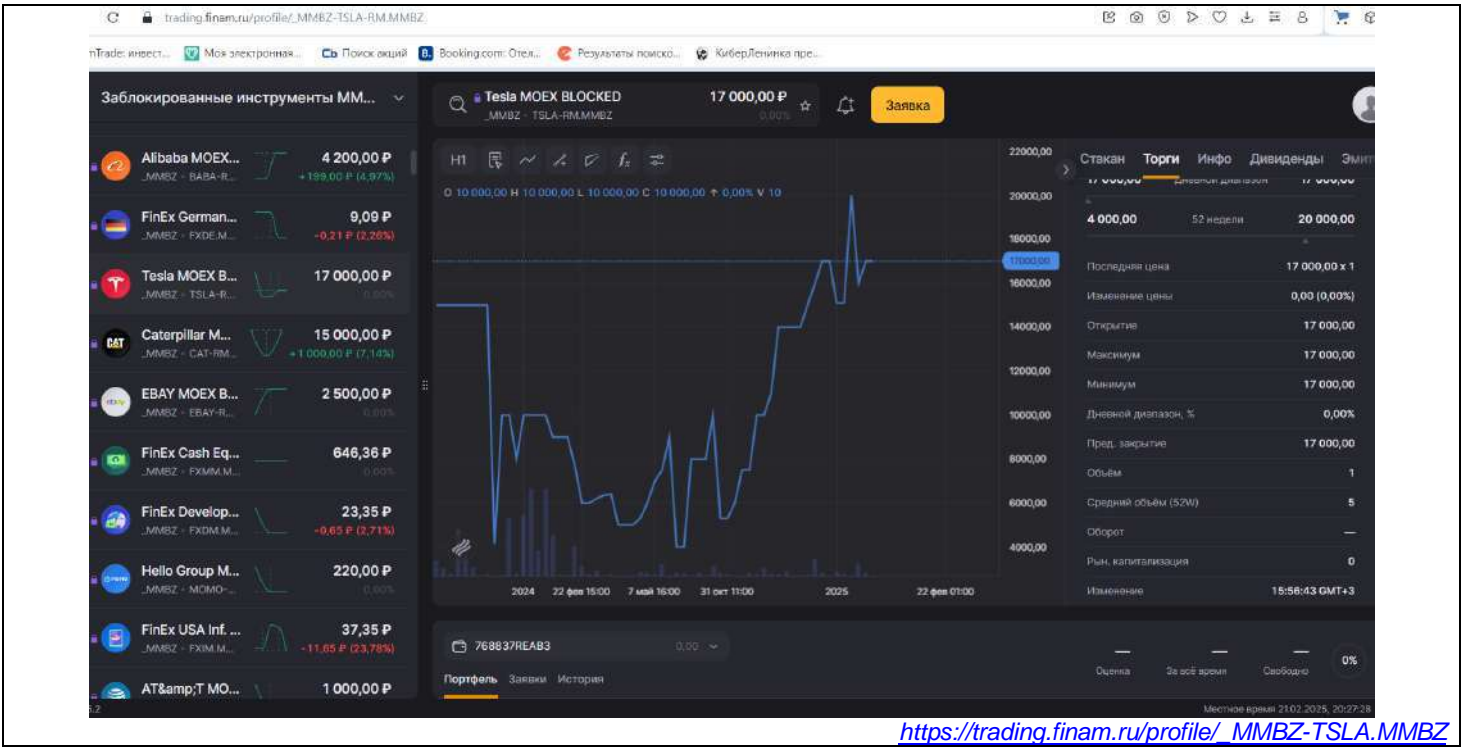 trading.finam.ru/profile/_MMBZ-TSLA-RM.MMBZ
mTrade: инвест... Моя электронная... Поиск акций Booking.com: Отел... Результаты поиско... КиберЛенинка пре...
Заблокированные инструменты ММ...
Tesla MOEX BLOCKED 17 000,00 ₽
_MMBZ · TSLA-RM.MMBZ 0,00%
Заявка
Alibaba MOEX... 4 200,00 ₽
_MMBZ · BABA-R... +199,00 ₽ (4,97%)
FinEx German... 9,09 ₽
_MMBZ · FXDE.M... -0,21 ₽ (2,26%)
Tesla MOEX B... 17 000,00 ₽
_MMBZ · TSLA-R... 0,00%
Caterpillar M... 15 000,00 ₽
_MMBZ · CAT-RM... +1 000,00 ₽ (7,14%)
EBAY MOEX B... 2 500,00 ₽
_MMBZ · EBAY-R... 0,00%
FinEx Cash Eq... 646,36 ₽
_MMBZ · FXMM.M... 0,00%
FinEx Develop... 23,35 ₽
_MMBZ · FXDM.M... -0,65 ₽ (2,71%)
Hello Group M... 220,00 ₽
_MMBZ · MOMO-... 0,00%
FinEx USA Inf. ... 37,35 ₽
_MMBZ · FXIM.M... -11,65 ₽ (23,78%)
AT&amp;T MO... 1 000,00 ₽
H1
O 10 000,00 H 10 000,00 L 10 000,00 C 10 000,00 0,00% V 10
22000,00
20000,00
18000,00
17000,00
16000,00
14000,00
12000,00
10000,00
8000,00
6000,00
4000,00
2024 22 фев 15:00 7 май 16:00 31 окт 11:00 2025 22 фев 01:00
Стакан Торги Инфо Дивиденды Эмит
17 000,00 Дневной диапазон 17 000,00
4 000,00 52 недели 20 000,00
Последняя цена 17 000,00 x 1
Изменение цены 0,00 (0,00%)
Открытие 17 000,00
Максимум 17 000,00
Минимум 17 000,00
Дневной диапазон, % 0,00%
Пред. закрытие 17 000,00
Объём 1
Средний объём (52W) 5
Оборот —
Рын. капитализация 0
Изменение 15:56:43 GMT+3
768837REAB3 0,00
Портфель Заявки История
Оценка За всё время Свободно 0%
Местное время 21.02.2025, 20:27:28
https://trading.finam.ru/profile/_MMBZ-TSLA.MMBZ